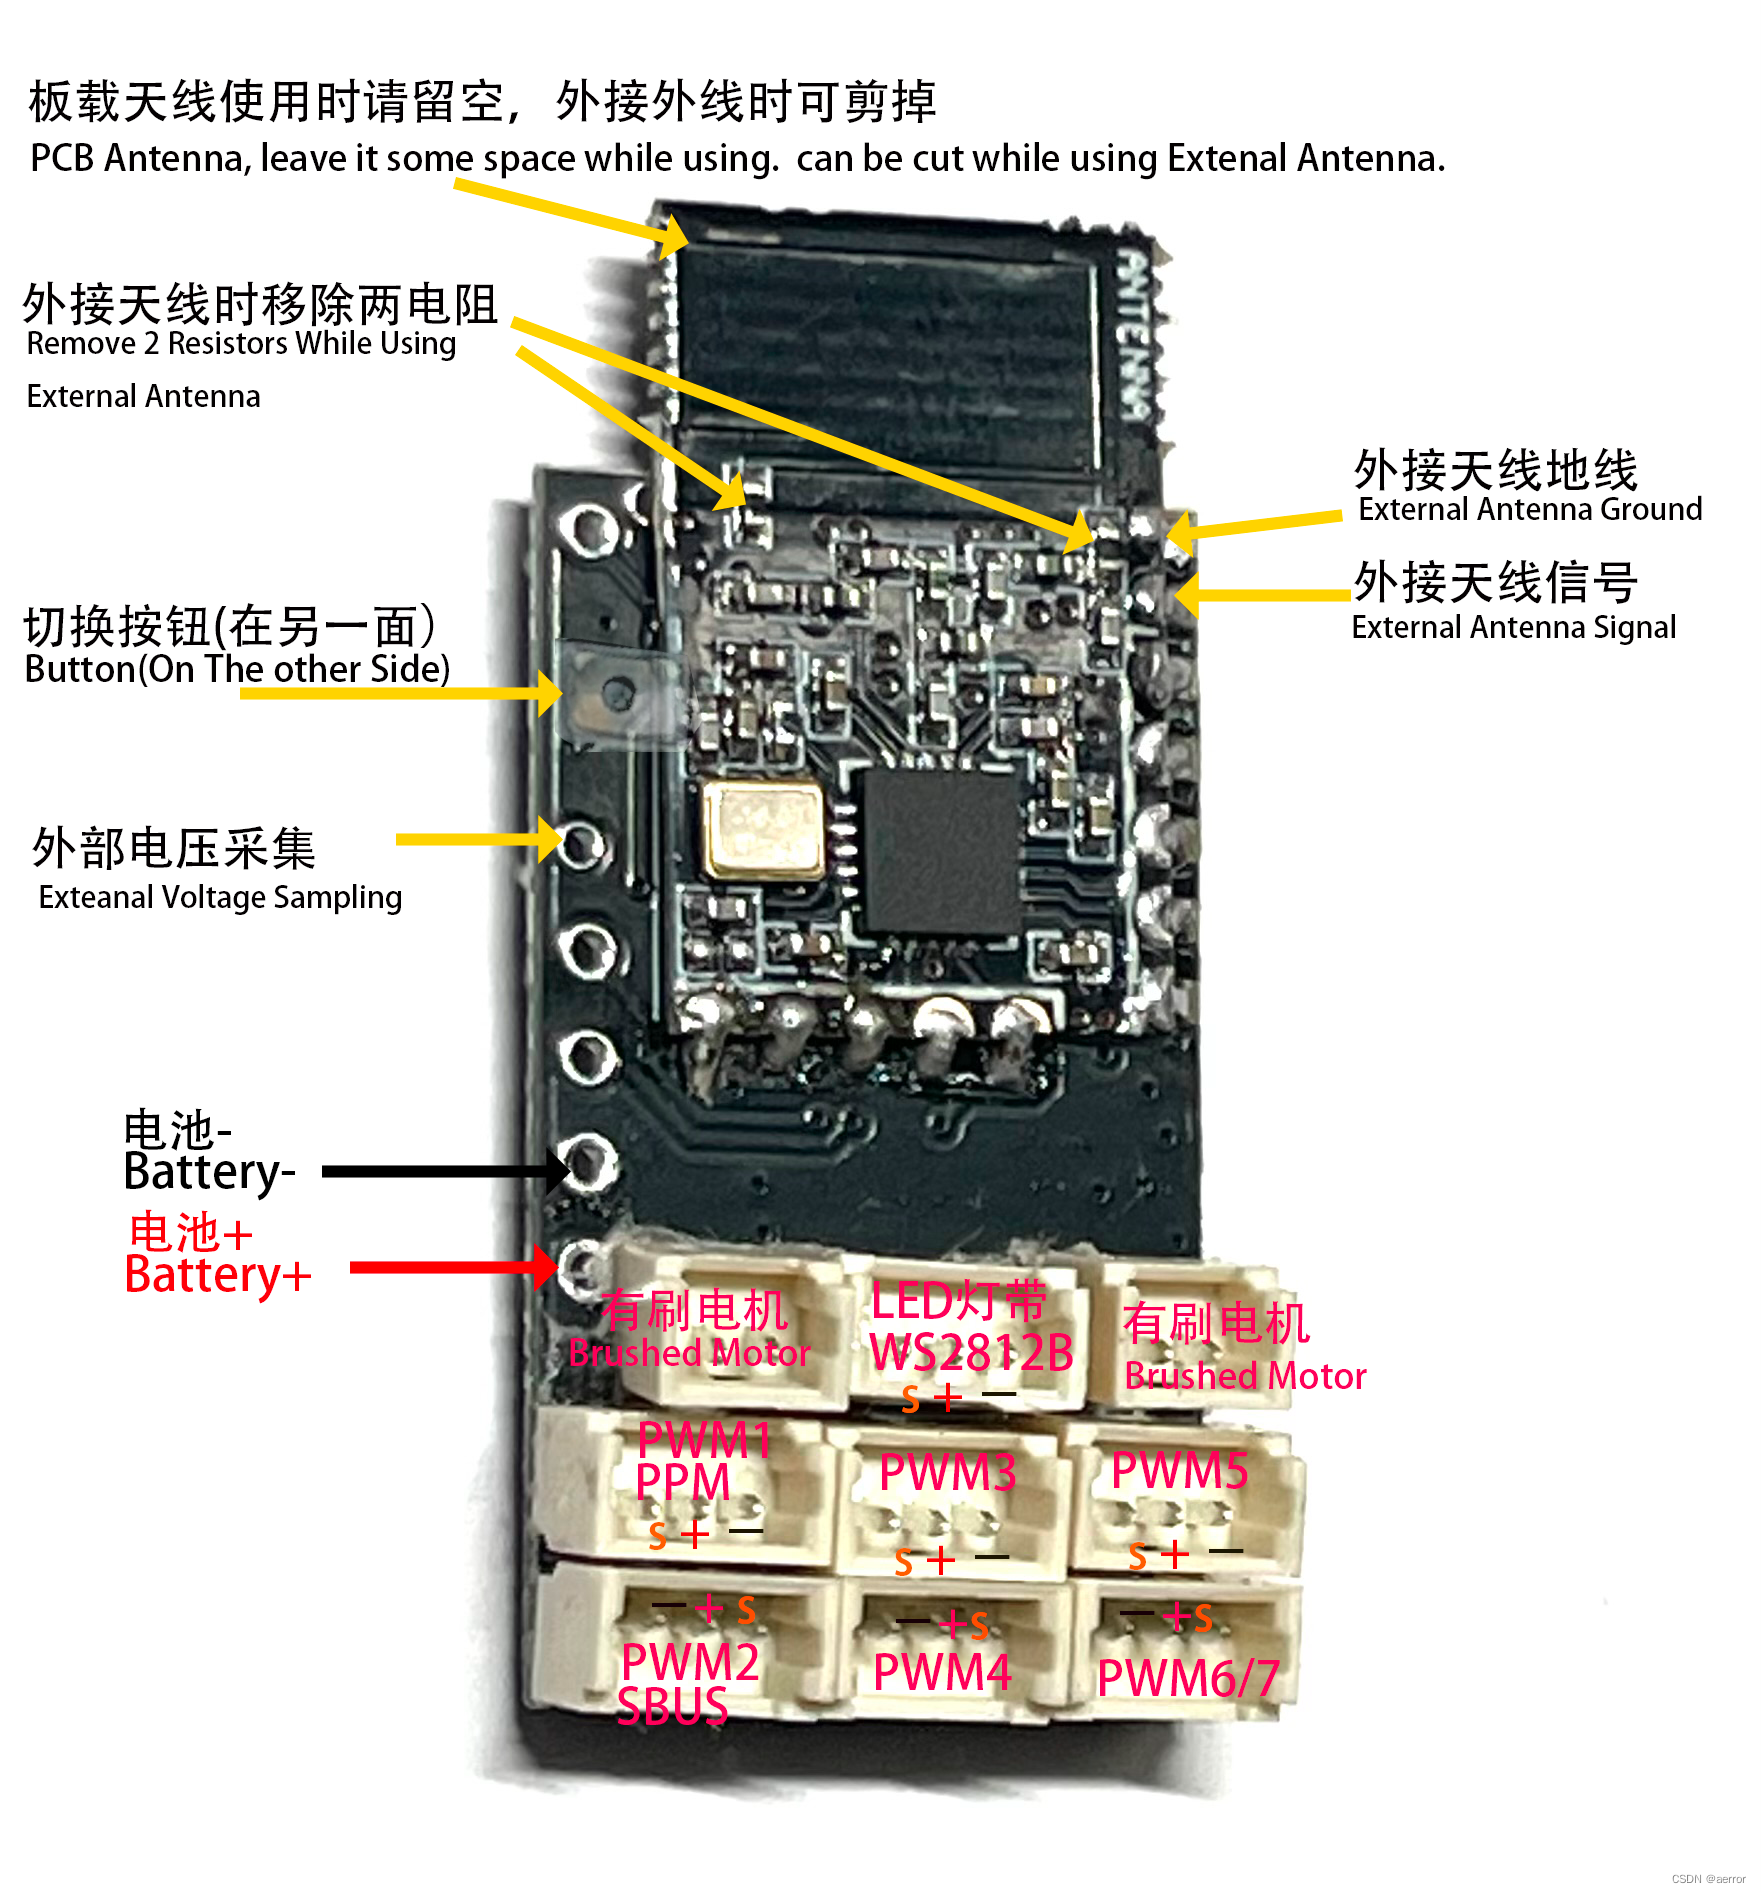 板载天线使用时请留空，外接外线时可剪掉
PCB Antenna, leave it some space while using. can be cut while using Extenal Antenna.
ANTENNA
外接天线时移除两电阻
Remove 2 Resistors While Using
External Antenna
外接天线地线
External Antenna Ground
外接天线信号
External Antenna Signal
切换按钮(在另一面）
Button(On The other Side)
外部电压采集
Exteanal Voltage Sampling
电池-
Battery-
电池+
Battery+
有刷电机
Brushed Motor
LED灯带
WS2812B
s + —
有刷电机
Brushed Motor
PWM1
PPM
s + —
PWM3
s + —
PWM5
s + —
— + s
PWM2
SBUS
— + s
PWM4
— + s
PWM6/7
CSDN @aerror